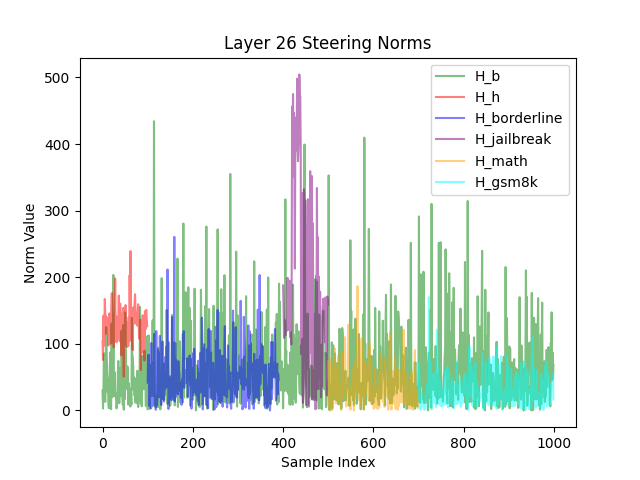 Layer 26 Steering Norms
500
400
300
200
100
0
Norm Value
H_b
H_h
H_borderline
H_jailbreak
H_math
H_gsm8k
0 200 400 600 800 1000
Sample Index